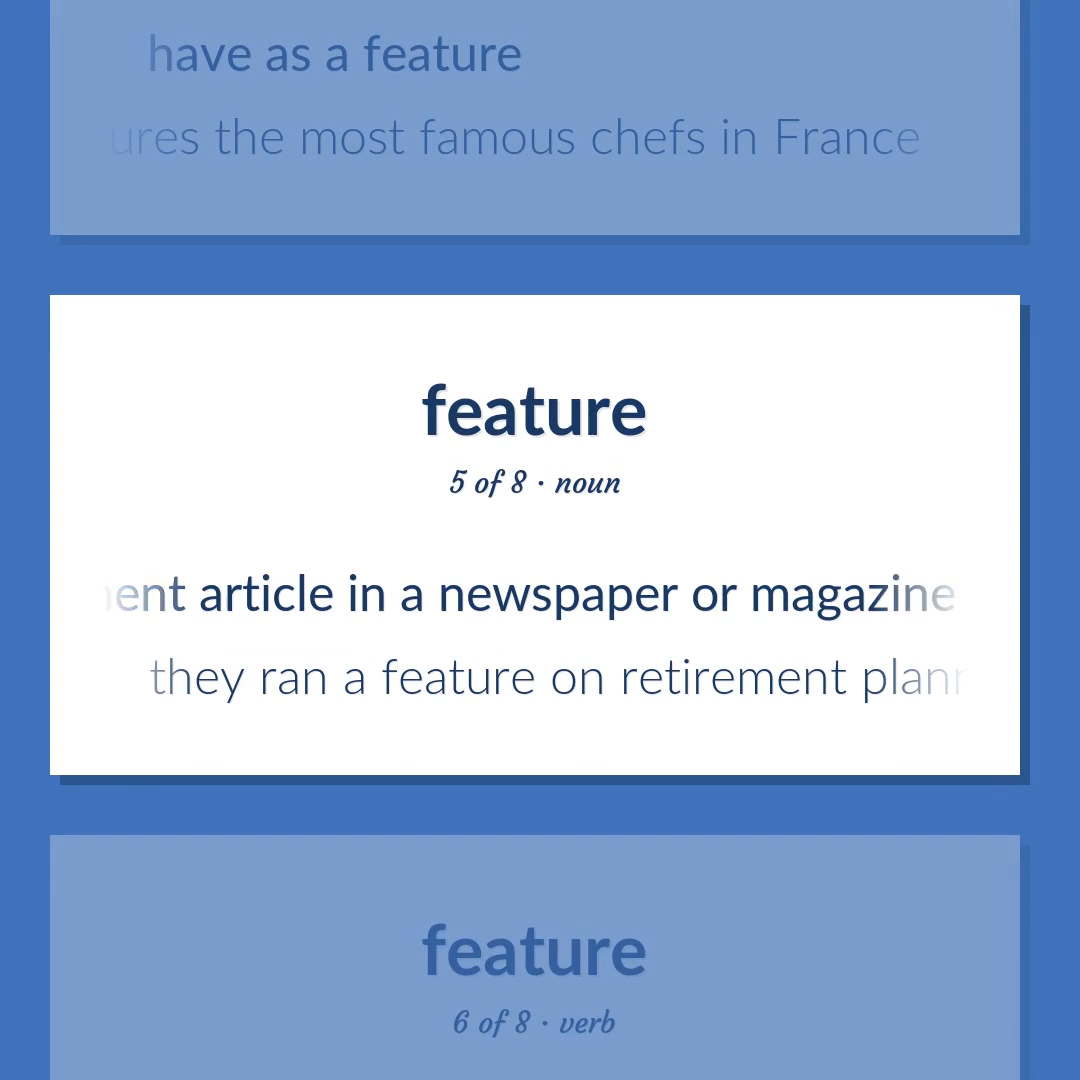 have as a feature
ures the most famous chefs in France
feature
5 of 8 · noun
ent article in a newspaper or magazine
they ran a feature on retirement plan
feature
6 of 8 · verb